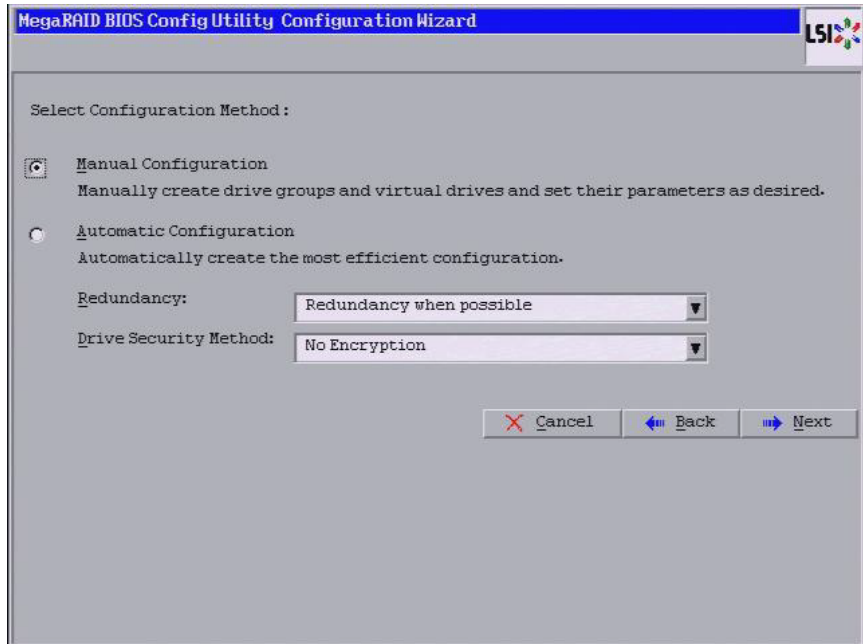 MegaRAID BIOS Config Utility Configuration Wizard
LSI
Select Configuration Method:
Manual Configuration
Manually create drive groups and virtual drives and set their parameters as desired.
Automatic Configuration
Automatically create the most efficient configuration.
Redundancy: Redundancy when possible
Drive Security Method: No Encryption
Cancel Back Next